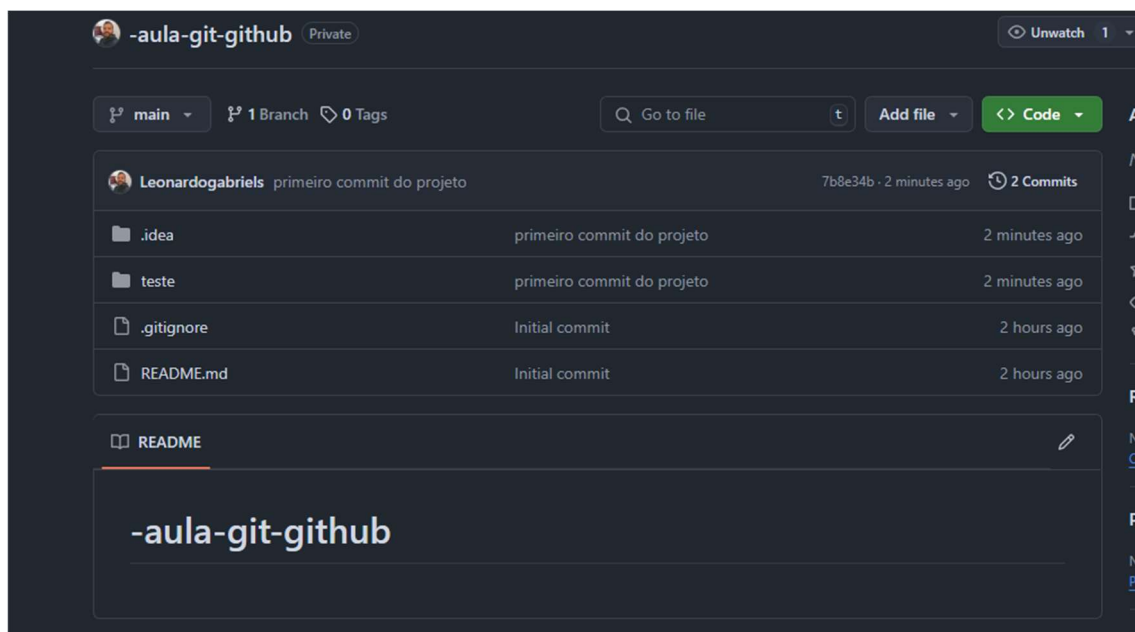 -aula-git-github Private Unwatch 1
main 1 Branch 0 Tags Go to file t Add file Code
Leonardogabriels primeiro commit do projeto 7b8e34b · 2 minutes ago 2 Commits
.idea primeiro commit do projeto 2 minutes ago
teste primeiro commit do projeto 2 minutes ago
.gitignore Initial commit 2 hours ago
README.md Initial commit 2 hours ago
README
-aula-git-github